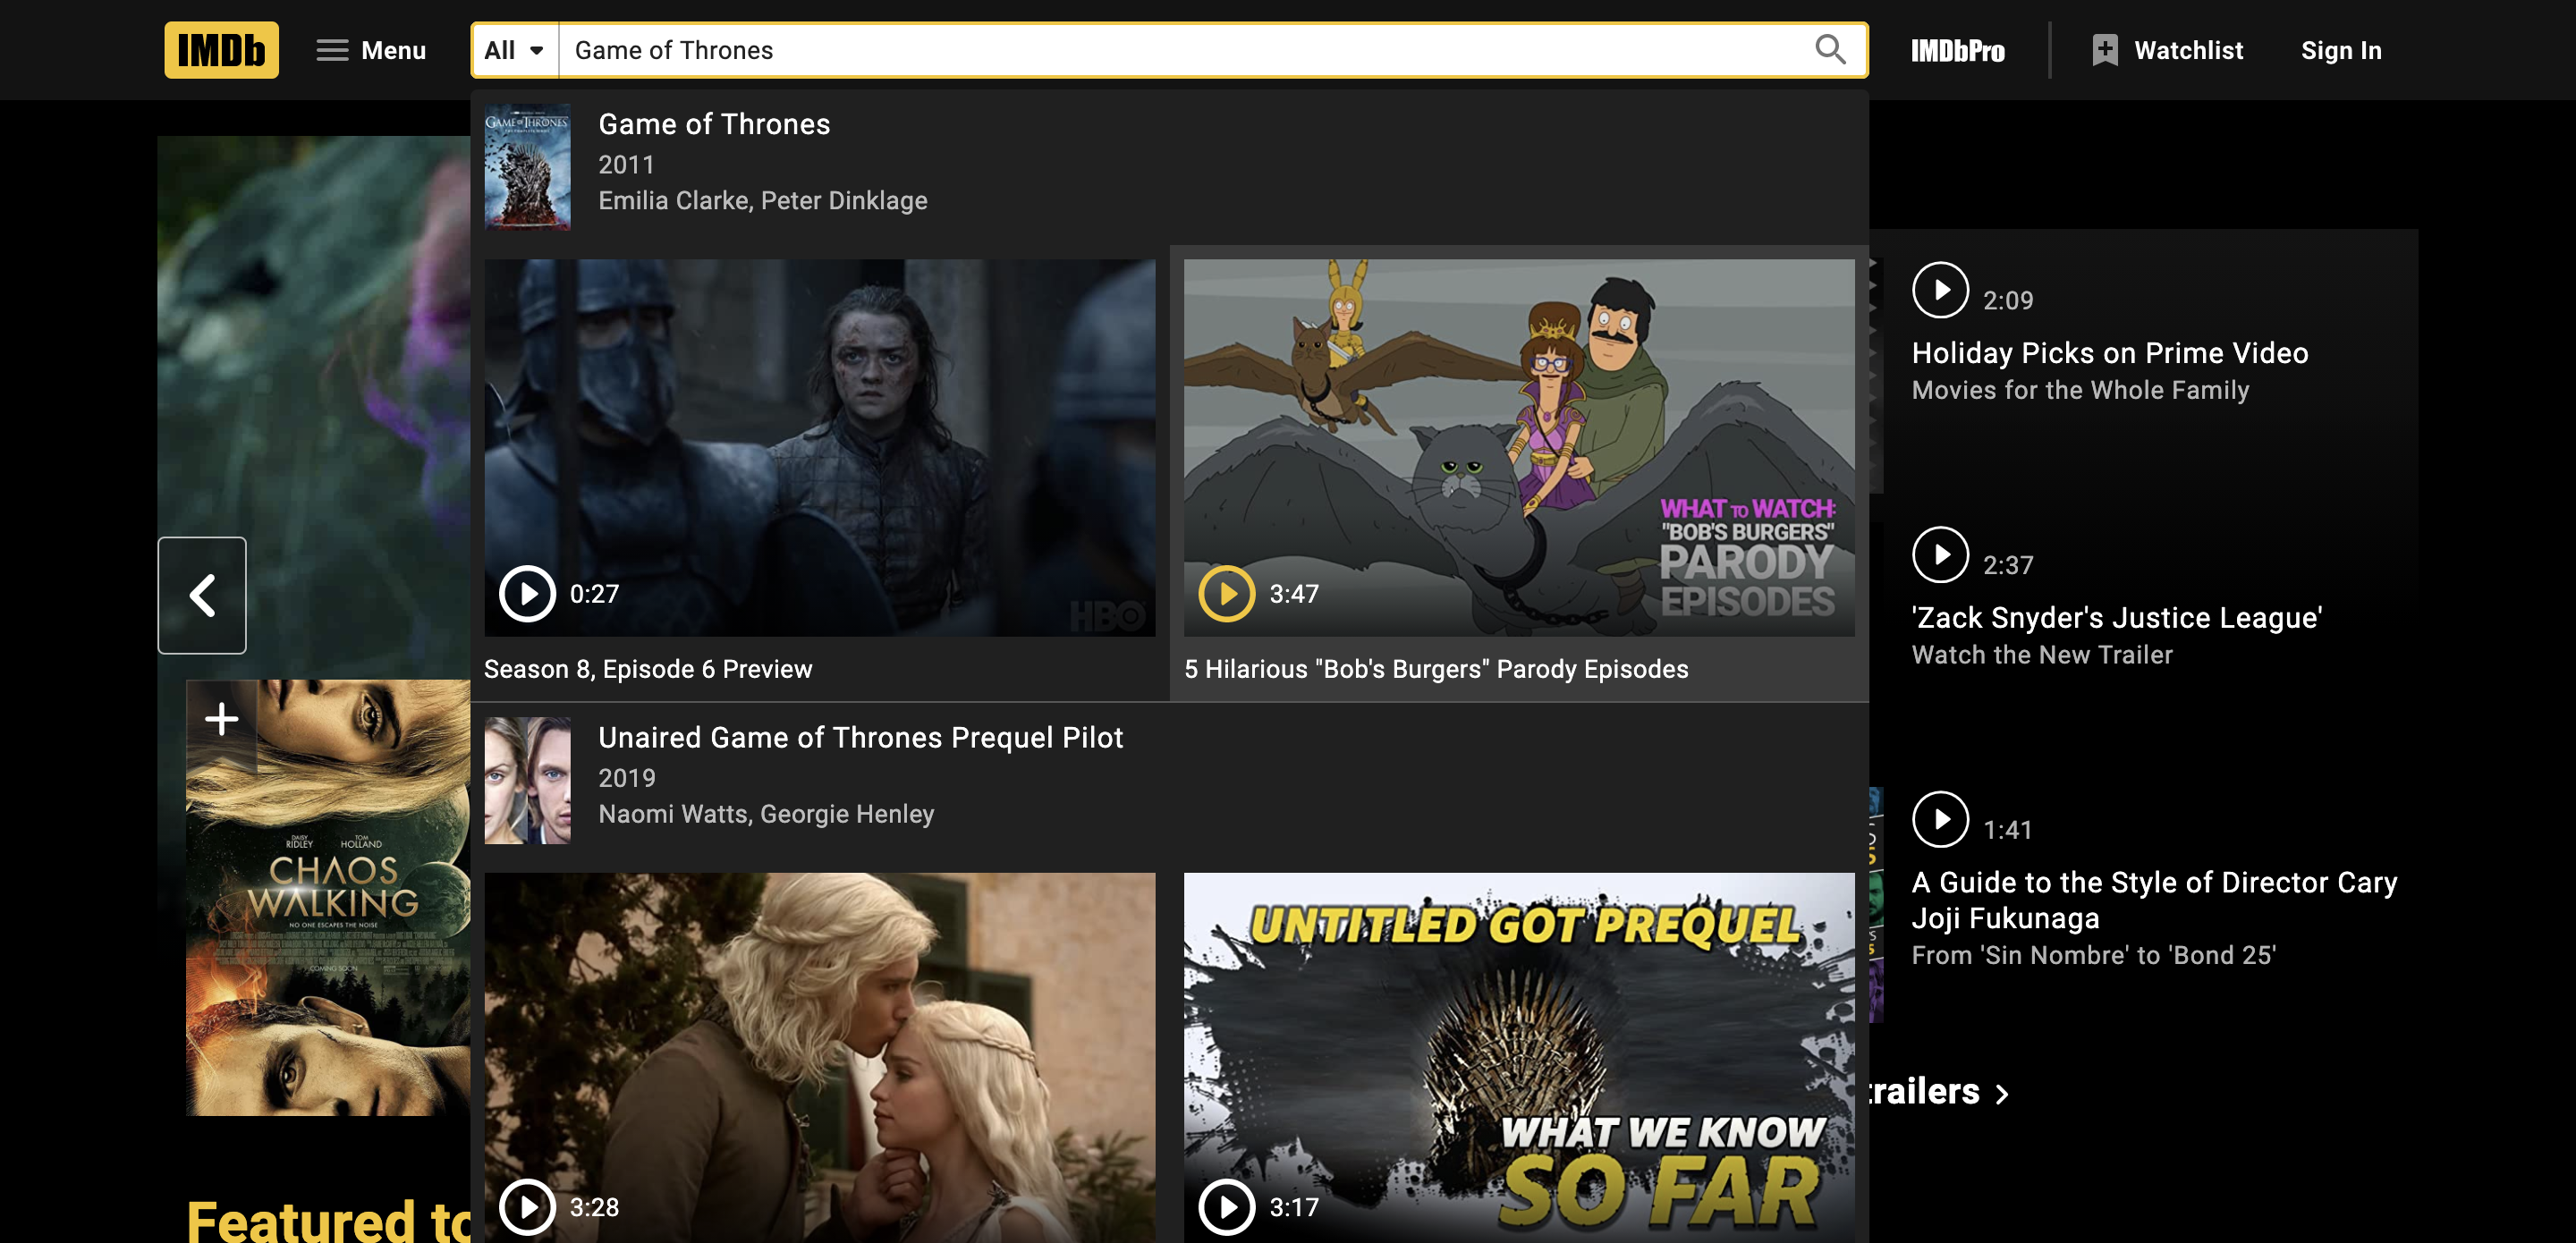 IMDb
Menu
All
Game of Thrones
IMDbPro
Watchlist
Sign In
GAME OF THRONES
Game of Thrones
2011
Emilia Clarke, Peter Dinklage
0:27
HBO
Season 8, Episode 6 Preview
WHAT TO WATCH:
"BOB'S BURGERS"
PARODY
EPISODES
3:47
5 Hilarious "Bob's Burgers" Parody Episodes
2:09
Holiday Picks on Prime Video
Movies for the Whole Family
2:37
'Zack Snyder's Justice League'
Watch the New Trailer
Unaired Game of Thrones Prequel Pilot
2019
Naomi Watts, Georgie Henley
DAISY RIDLEY
TOM HOLLAND
CHAOS
WALKING
NO ONE ESCAPES THE NOISE
COMING SOON
3:28
UNTITLED GOT PREQUEL
WHAT WE KNOW
SO FAR
3:17
1:41
A Guide to the Style of Director Cary
Joji Fukunaga
From 'Sin Nombre' to 'Bond 25'
trailers
Featured to